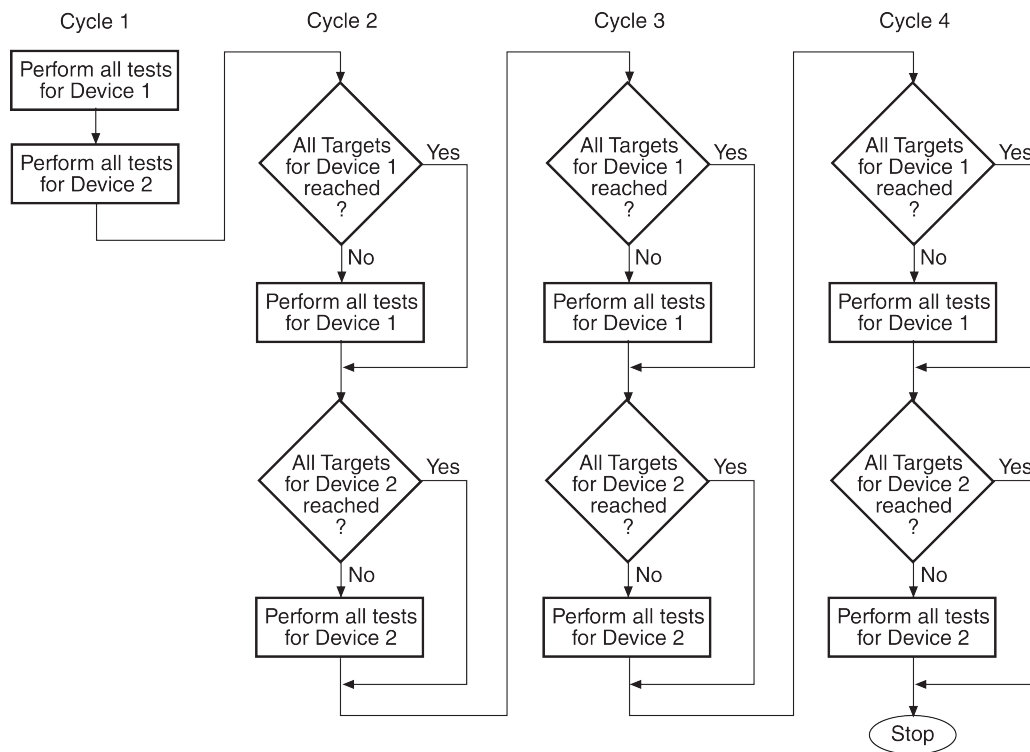 Cycle 1
Perform all tests
for Device 1
Perform all tests
for Device 2
Cycle 2
All Targets
for Device 1
reached
?
Yes
No
Perform all tests
for Device 1
All Targets
for Device 2
reached
?
Yes
No
Perform all tests
for Device 2
Cycle 3
All Targets
for Device 1
reached
?
Yes
No
Perform all tests
for Device 1
All Targets
for Device 2
reached
?
Yes
No
Perform all tests
for Device 2
Cycle 4
All Targets
for Device 1
reached
?
Yes
No
Perform all tests
for Device 1
All Targets
for Device 2
reached
?
Yes
No
Perform all tests
for Device 2
Stop